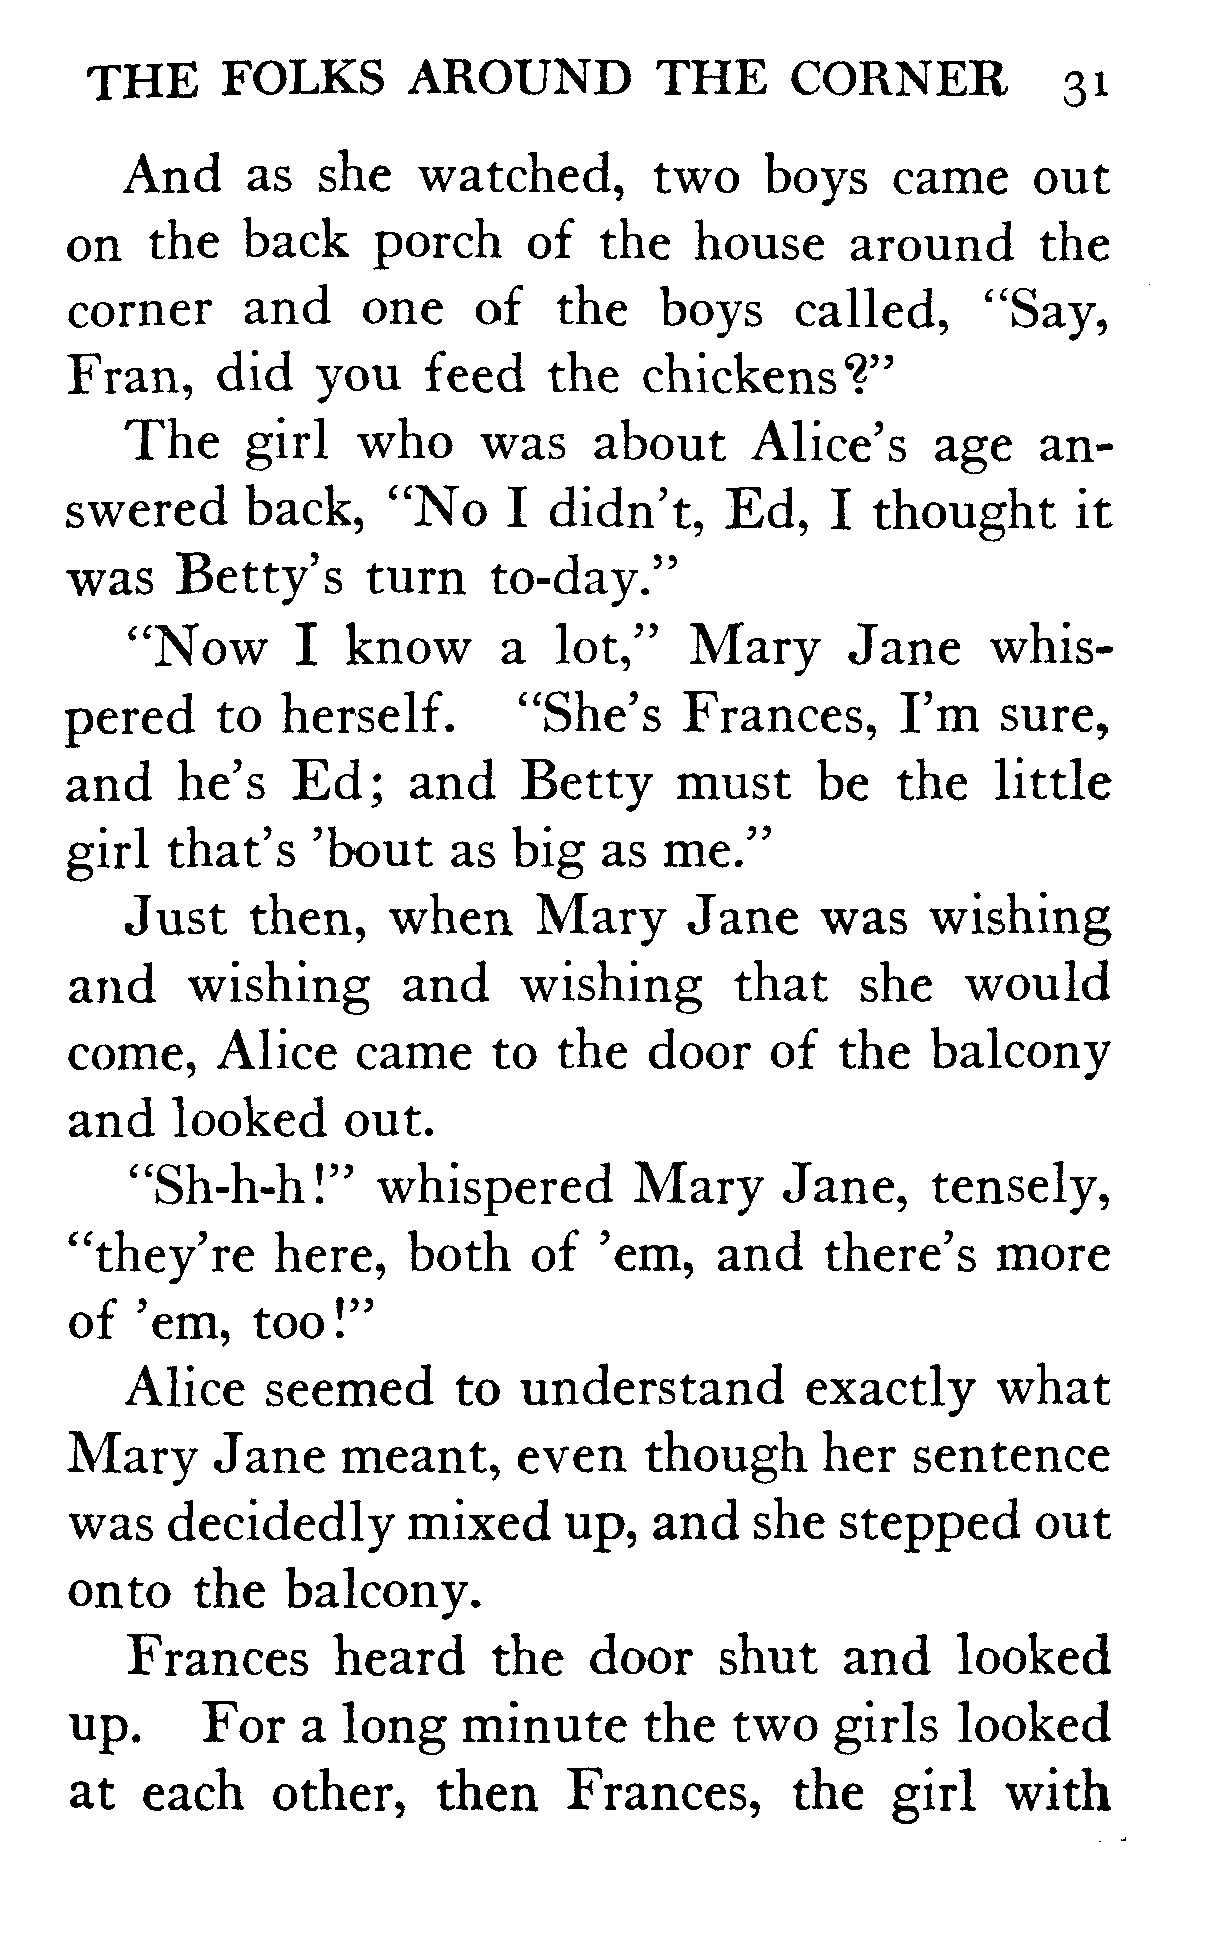 THE FOLKS AROUND THE CORNER 31
And as she watched, two boys came out
on the back porch of the house around the
corner and one of the boys called, “Say,
Fran, did you feed the chickens?”
The girl who was about Alice’s age an-
swered back, “No I didn’t, Ed, I thought it
was Betty’s turn to-day.”
“Now I know a lot,” Mary Jane whis-
pered to herself. “She’s Frances, I’m sure,
and he’s Ed; and Betty must be the little
girl that’s ’bout as big as me.”
Just then, when Mary Jane was wishing
and wishing and wishing that she would
come, Alice came to the door of the balcony
and looked out.
“Sh-h-h!” whispered Mary Jane, tensely,
“they’re here, both of ’em, and there’s more
of ’em, too!”
Alice seemed to understand exactly what
Mary Jane meant, even though her sentence
was decidedly mixed up, and she stepped out
onto the balcony.
Frances heard the door shut and looked
up. For a long minute the two girls looked
at each other, then Frances, the girl with